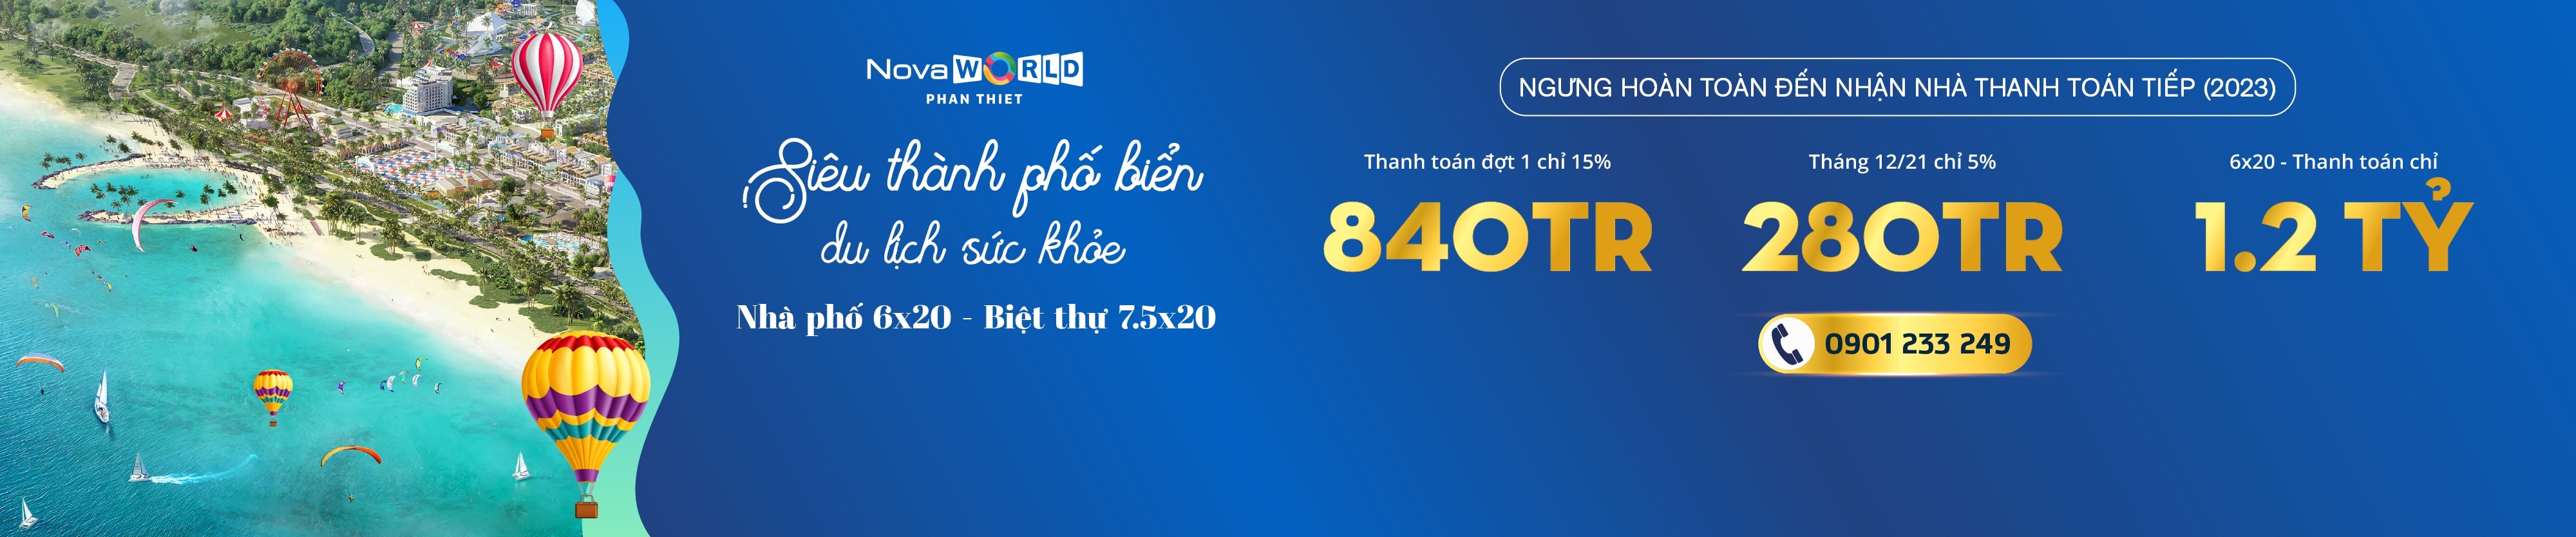 Nova WORLD
PHAN THIET
Siêu thành phố biển
du lịch sức khỏe
Nhà phố 6x20 - Biệt thự 7.5x20
NGƯNG HOÀN TOÀN ĐẾN NHẬN NHÀ THANH TOÁN TIẾP (2023)
Thanh toán đợt 1 chỉ 15%
840TR
Tháng 12/21 chỉ 5%
280TR
6x20 - Thanh toán chỉ
1.2 TỶ
0901 233 249